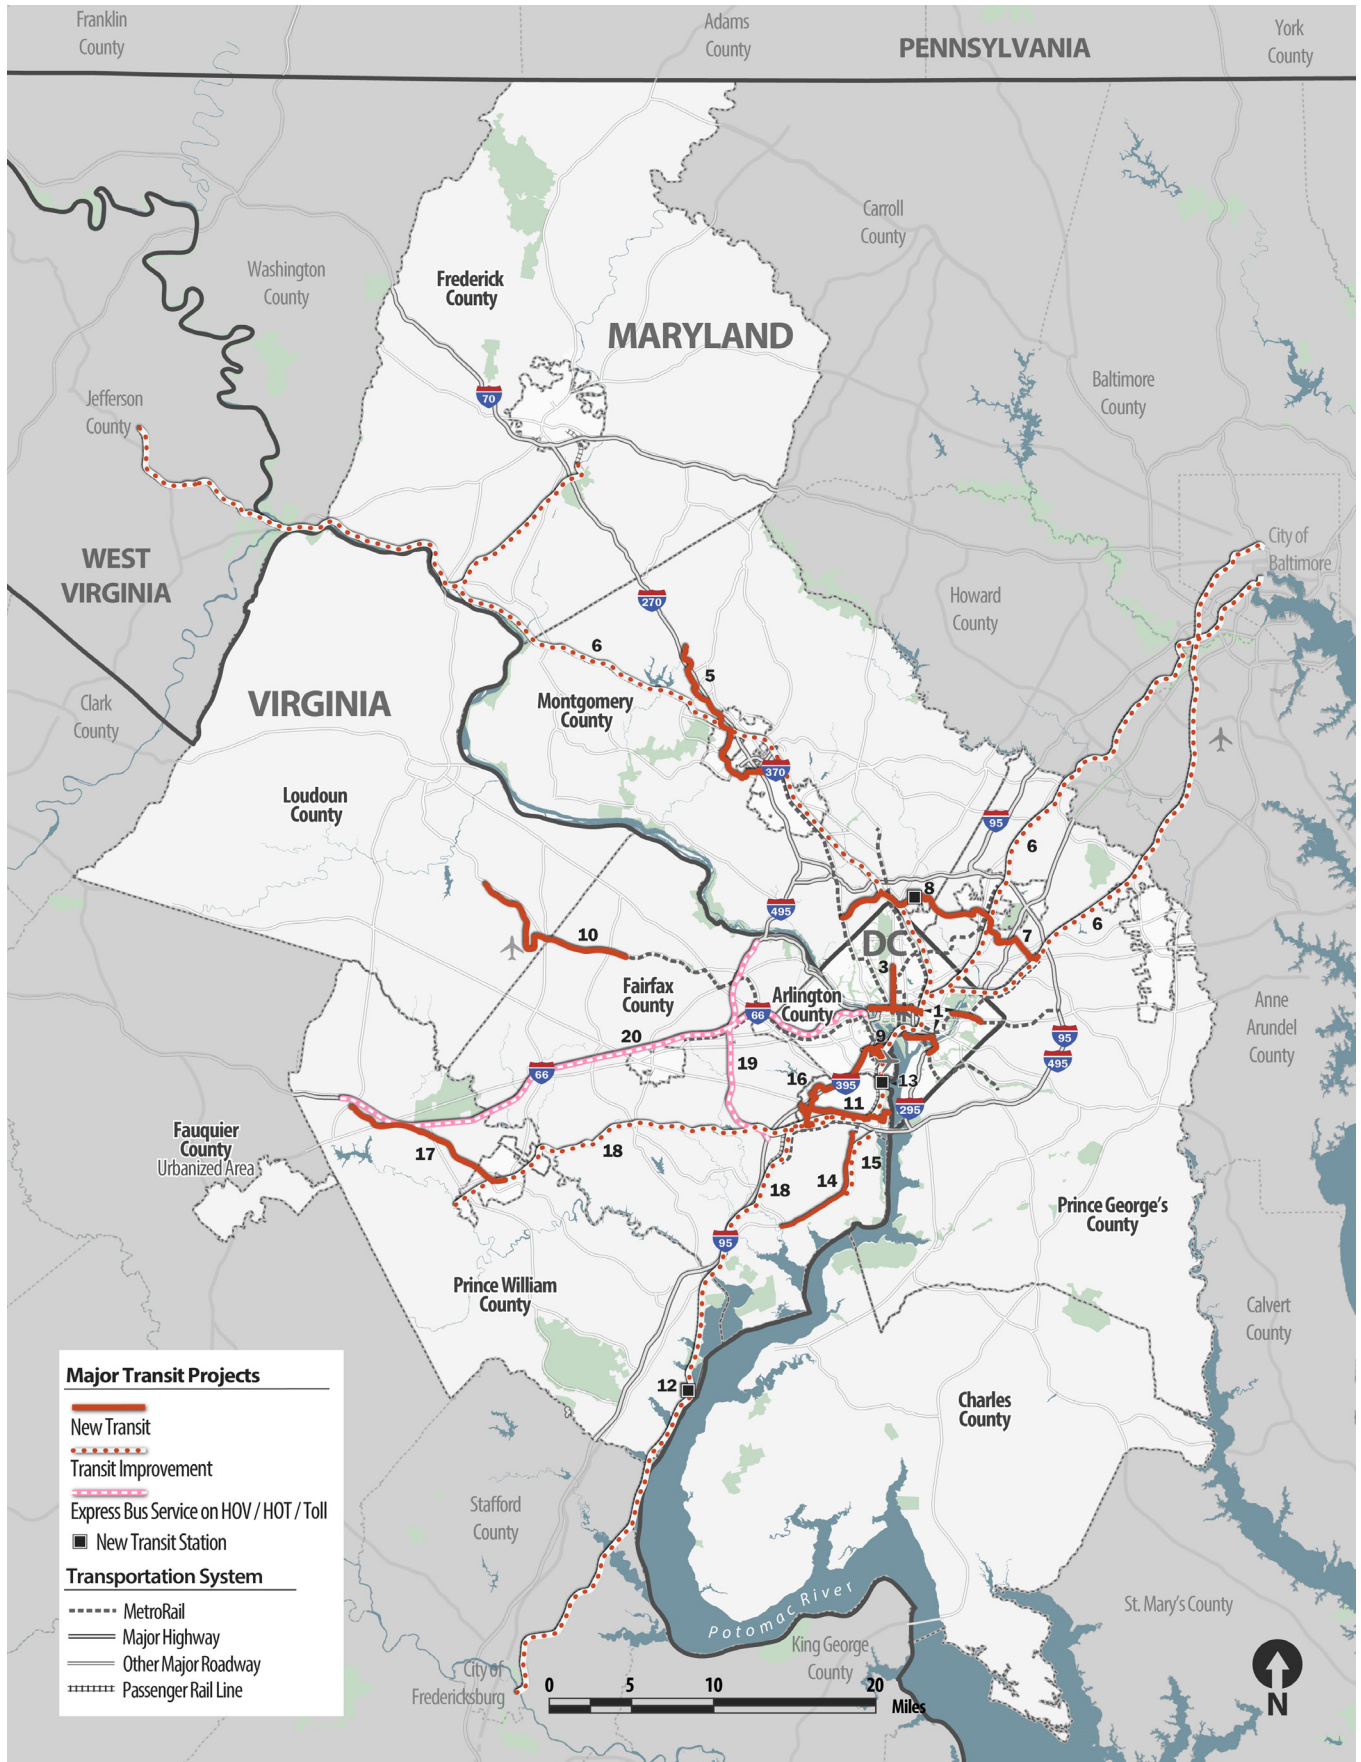 Franklin
County
Adams
County
PENNSYLVANIA
York
County
Carroll
County
Washington
County
Frederick
County
MARYLAND
Baltimore
County
Jefferson
County
70
City of
Baltimore
WEST
VIRGINIA
270
Howard
County
6
5
Clark
County
VIRGINIA
Montgomery
County
370
Loudoun
County
95
6
8
495
6
7
10
DC
3
Fairfax
County
Arlington
County
Anne
Arundel
County
66
1
20
9
95
19
495
66
16
395
13
11
295
Fauquier
County
Urbanized Area
17
18
15
14
18
Prince George's
County
95
Prince William
County
Calvert
County
12
Charles
County
Major Transit Projects
New Transit
Transit Improvement
Express Bus Service on HOV / HOT / Toll
New Transit Station
Transportation System
MetroRail
Major Highway
Other Major Roadway
Passenger Rail Line
Stafford
County
Potomac River
St. Mary's County
King George
County
City of
Fredericksburg
0 5 10 20
Miles
N